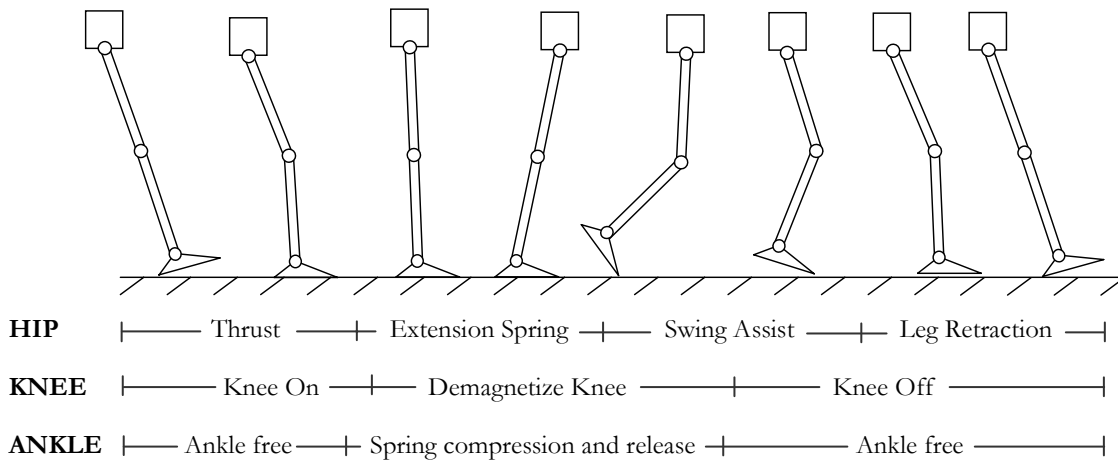 HIP Thrust Extension Spring Swing Assist Leg Retraction
KNEE Knee On Demagnetize Knee Knee Off
ANKLE Ankle free Spring compression and release Ankle free